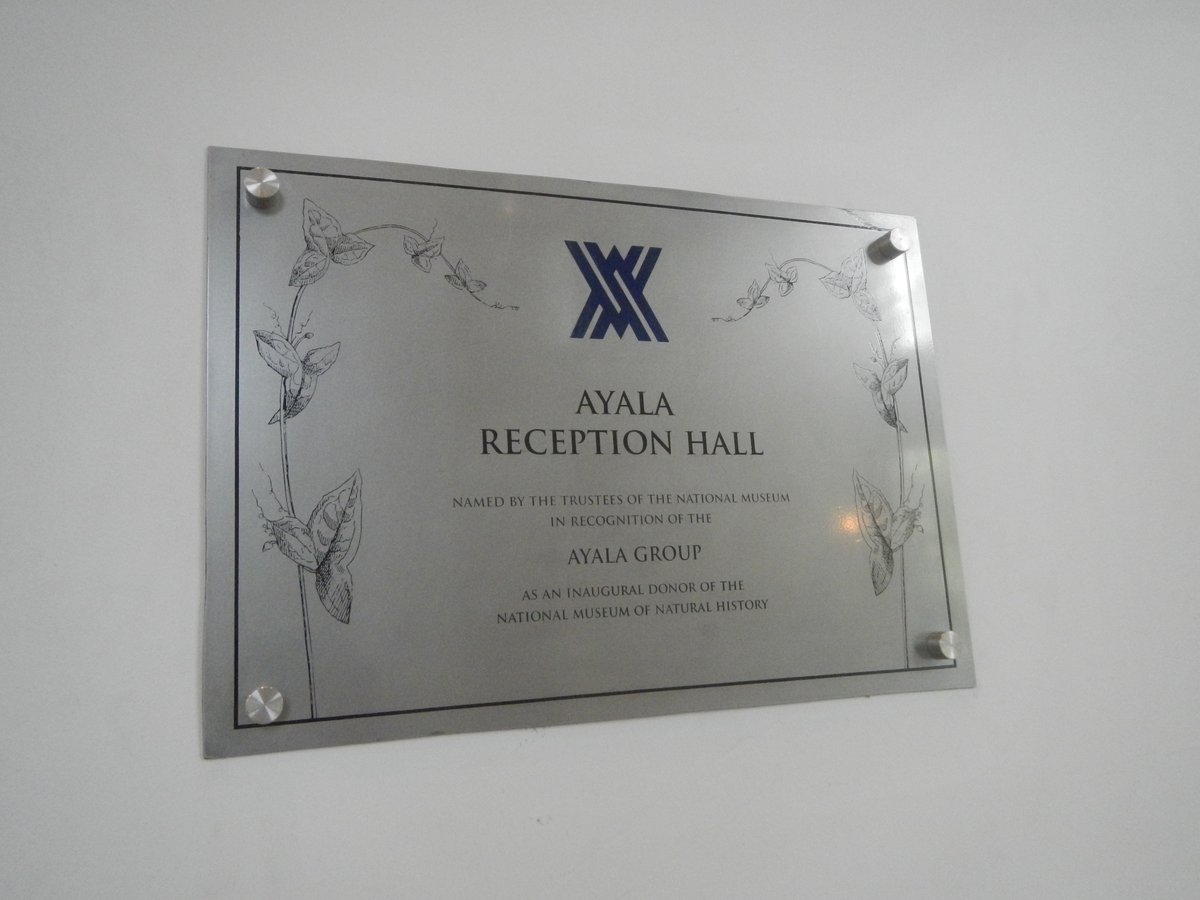 AYALA
RECEPTION HALL
NAMED BY THE TRUSTEES OF THE NATIONAL MUSEUM
IN RECOGNITION OF THE
AYALA GROUP
AS AN INAUGURAL DONOR OF THE
NATIONAL MUSEUM OF NATURAL HISTORY